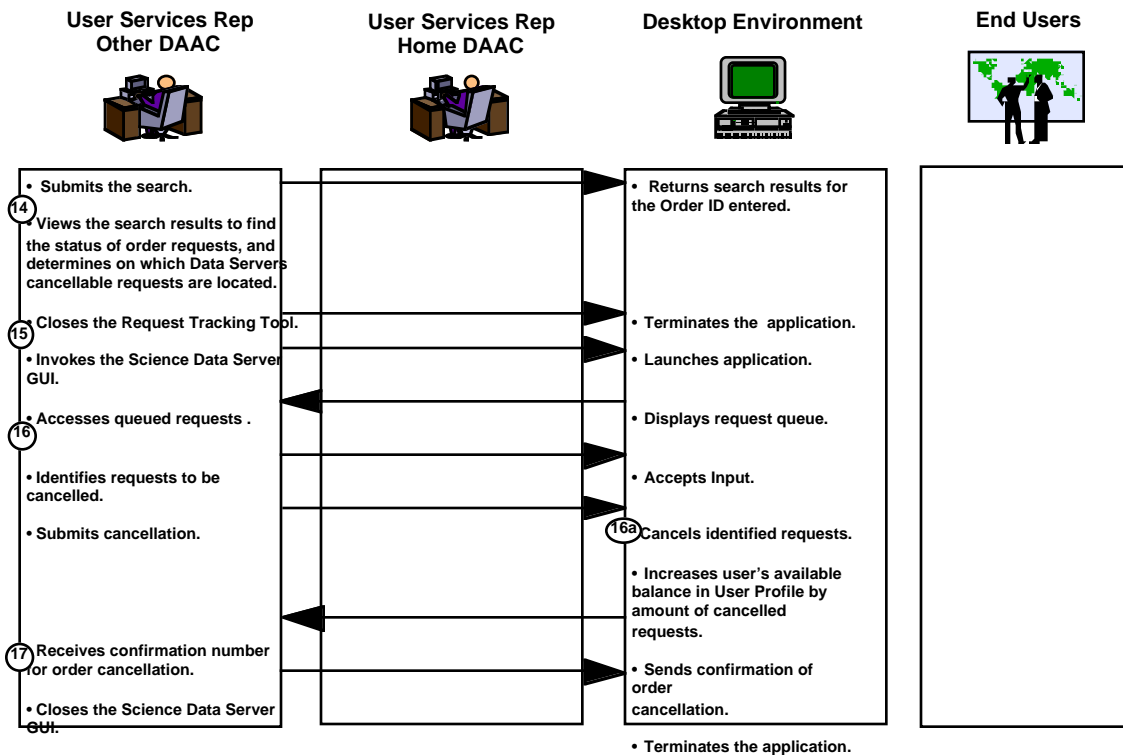 User Services Rep
Other DAAC
User Services Rep
Home DAAC
Desktop Environment
End Users
• Submits the search.
14
• Views the search results to find
the status of order requests, and
determines on which Data Servers
cancellable requests are located.
• Closes the Request Tracking Tool.
15
• Invokes the Science Data Server
GUI.
• Accesses queued requests .
16
• Identifies requests to be
cancelled.
• Submits cancellation.
17
Receives confirmation number
for order cancellation.
• Closes the Science Data Server
GUI.
• Returns search results for
the Order ID entered.
• Terminates the application.
• Launches application.
• Displays request queue.
• Accepts Input.
16a
Cancels identified requests.
• Increases user's available
balance in User Profile by
amount of cancelled
requests.
• Sends confirmation of
order
cancellation.
• Terminates the application.